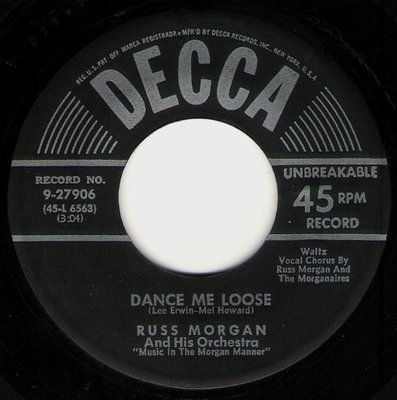 REG. U.S. PAT. OFF. MARCA REGISTRADA • MF'R'D BY DECCA RECORDS, INC., NEW YORK, U.S.A.
DECCA
RECORD NO.
9-27906
(45-L 6563)
(3:04)
UNBREAKABLE
45 RPM
RECORD
Waltz
Vocal Chorus By
Russ Morgan And
The Morganaires
DANCE ME LOOSE
(Lee Erwin-Mel Howard)
RUSS MORGAN
And His Orchestra
"Music In The Morgan Manner"